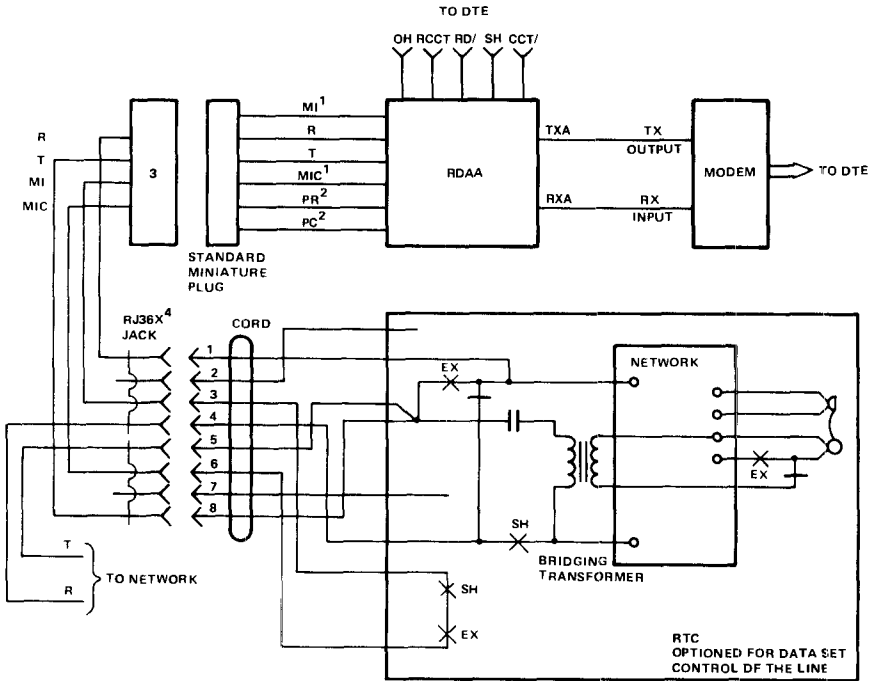 TO DTE
OH RCCT RD/ SH CCT/
MI¹
R
T
MIC¹
PR²
PC²
R
T
MI
MIC
3
RDAA
TXA
TX
OUTPUT
RXA
RX
INPUT
MODEM
TO DTE
STANDARD
MINIATURE
PLUG
RJ36X⁴
JACK
CORD
1
2
3
4
5
6
7
8
EX
NETWORK
EX
SH
BRIDGING
TRANSFORMER
T
R
TO NETWORK
SH
EX
RTC
OPTIONED FOR DATA SET
CONTROL OF THE LINE